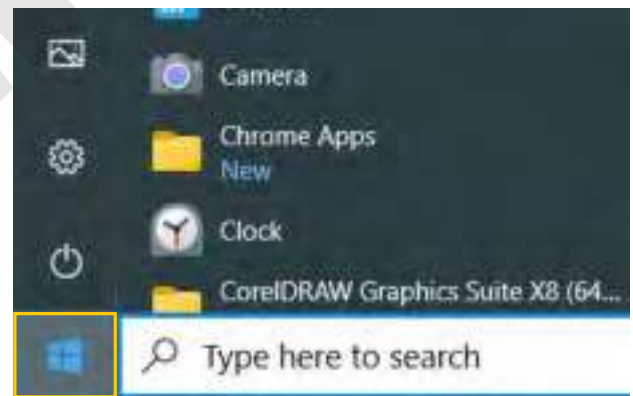 Camera
Chrome Apps
New
Clock
CorelDRAW Graphics Suite X8 (64...
Type here to search